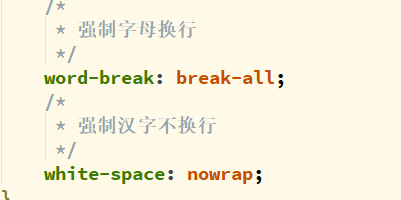 /*
* 强制字母换行
*/
word-break: break-all;
/*
* 强制汉字不换行
*/
white-space: nowrap;
}